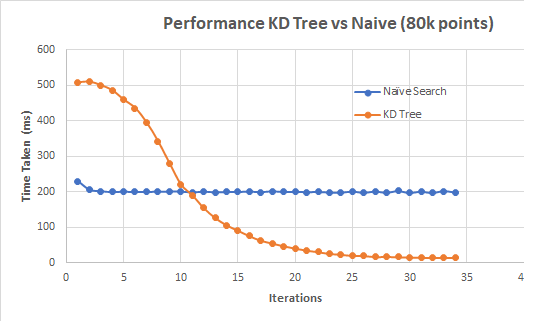 Performance KD Tree vs Naive (80k points)
600
500
400
300
200
100
0
Time Taken (ms)
Naïve Search
KD Tree
0 5 10 15 20 25 30 35 4
Iterations